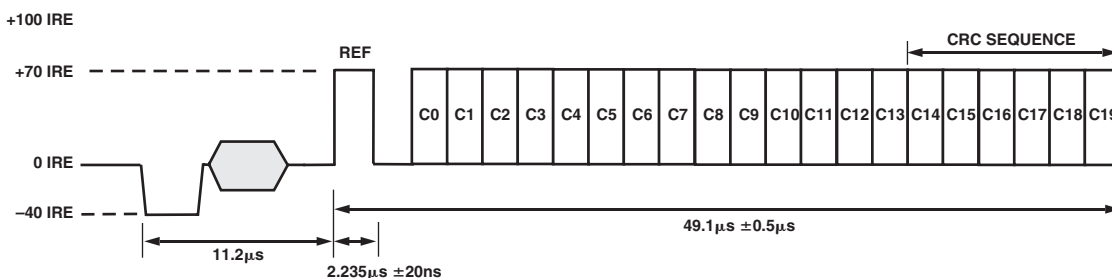 +100 IRE
REF
CRC SEQUENCE
+70 IRE
C0 C1 C2 C3 C4 C5 C6 C7 C8 C9 C10 C11 C12 C13 C14 C15 C16 C17 C18 C19
0 IRE
–40 IRE
49.1µs ±0.5µs
11.2µs
2.235µs ±20ns